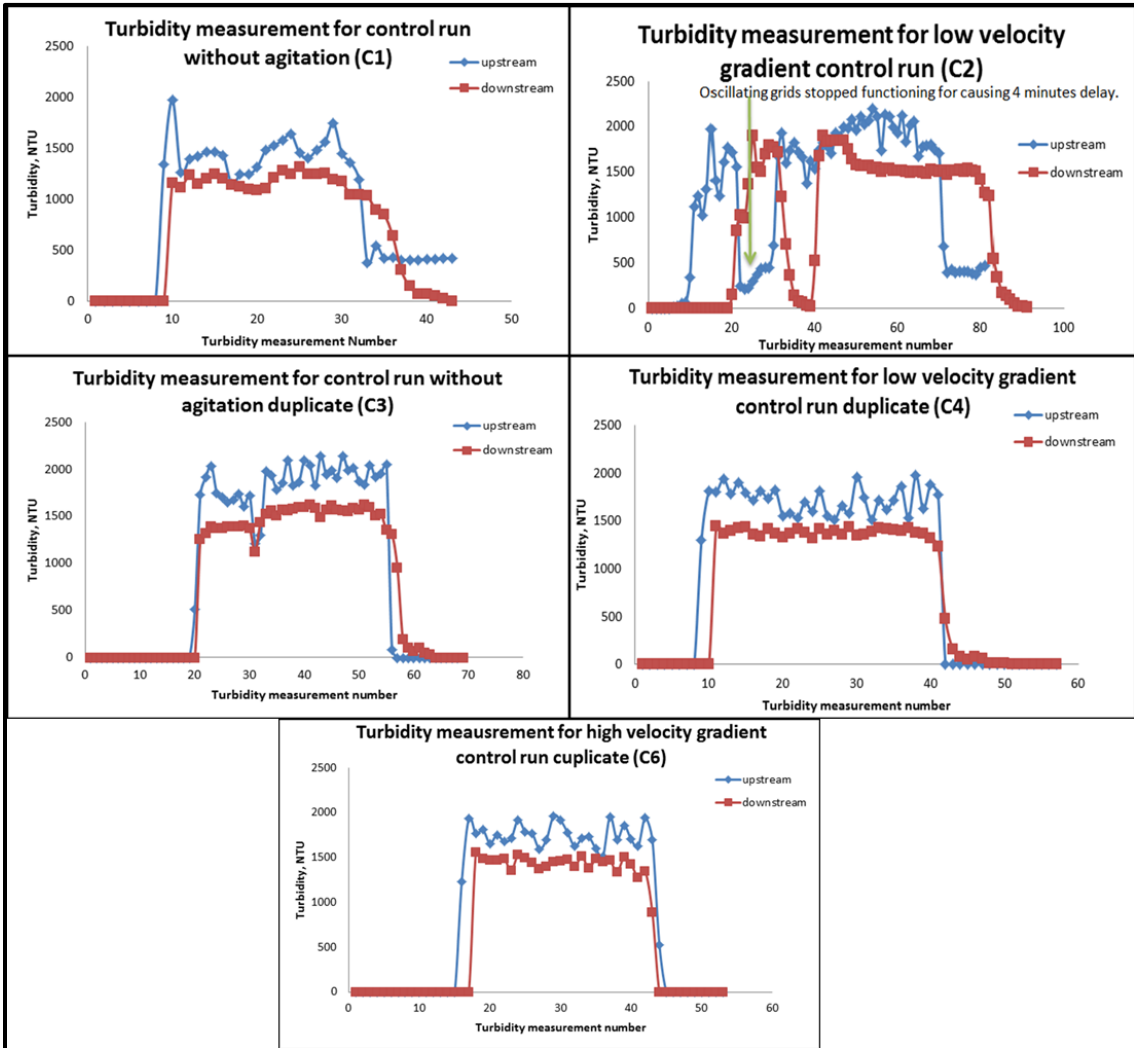 Turbidity measurement for control run
without agitation (C1)
upstream
downstream
2500
2000
1500
1000
500
0
Turbidity, NTU
0
10
20
30
40
50
Turbidity measurement Number
Turbidity measurement for low velocity
gradient control run (C2)
Oscillating grids stopped functioning for causing 4 minutes delay.
upstream
downstream
2500
2000
1500
1000
500
0
Turbidity, NTU
0
20
40
60
80
100
Turbidity measurement number
Turbidity measurement for control run without
agitation duplicate (C3)
upstream
downstream
2500
2000
1500
1000
500
0
Turbidity, NTU
0
10
20
30
40
50
60
70
80
Turbidity measurement number
Turbidity measurement for low velocity gradient
control run duplicate (C4)
upstream
downstream
2500
2000
1500
1000
500
0
Turbidity, NTU
0
10
20
30
40
50
60
Turbidity measurement number
Turbidity meausrement for high velocity gradient
control run cuplicate (C6)
upstream
downstream
2500
2000
1500
1000
500
0
Turbidity, NTU
0
10
20
30
40
50
60
Turbidity measurement number